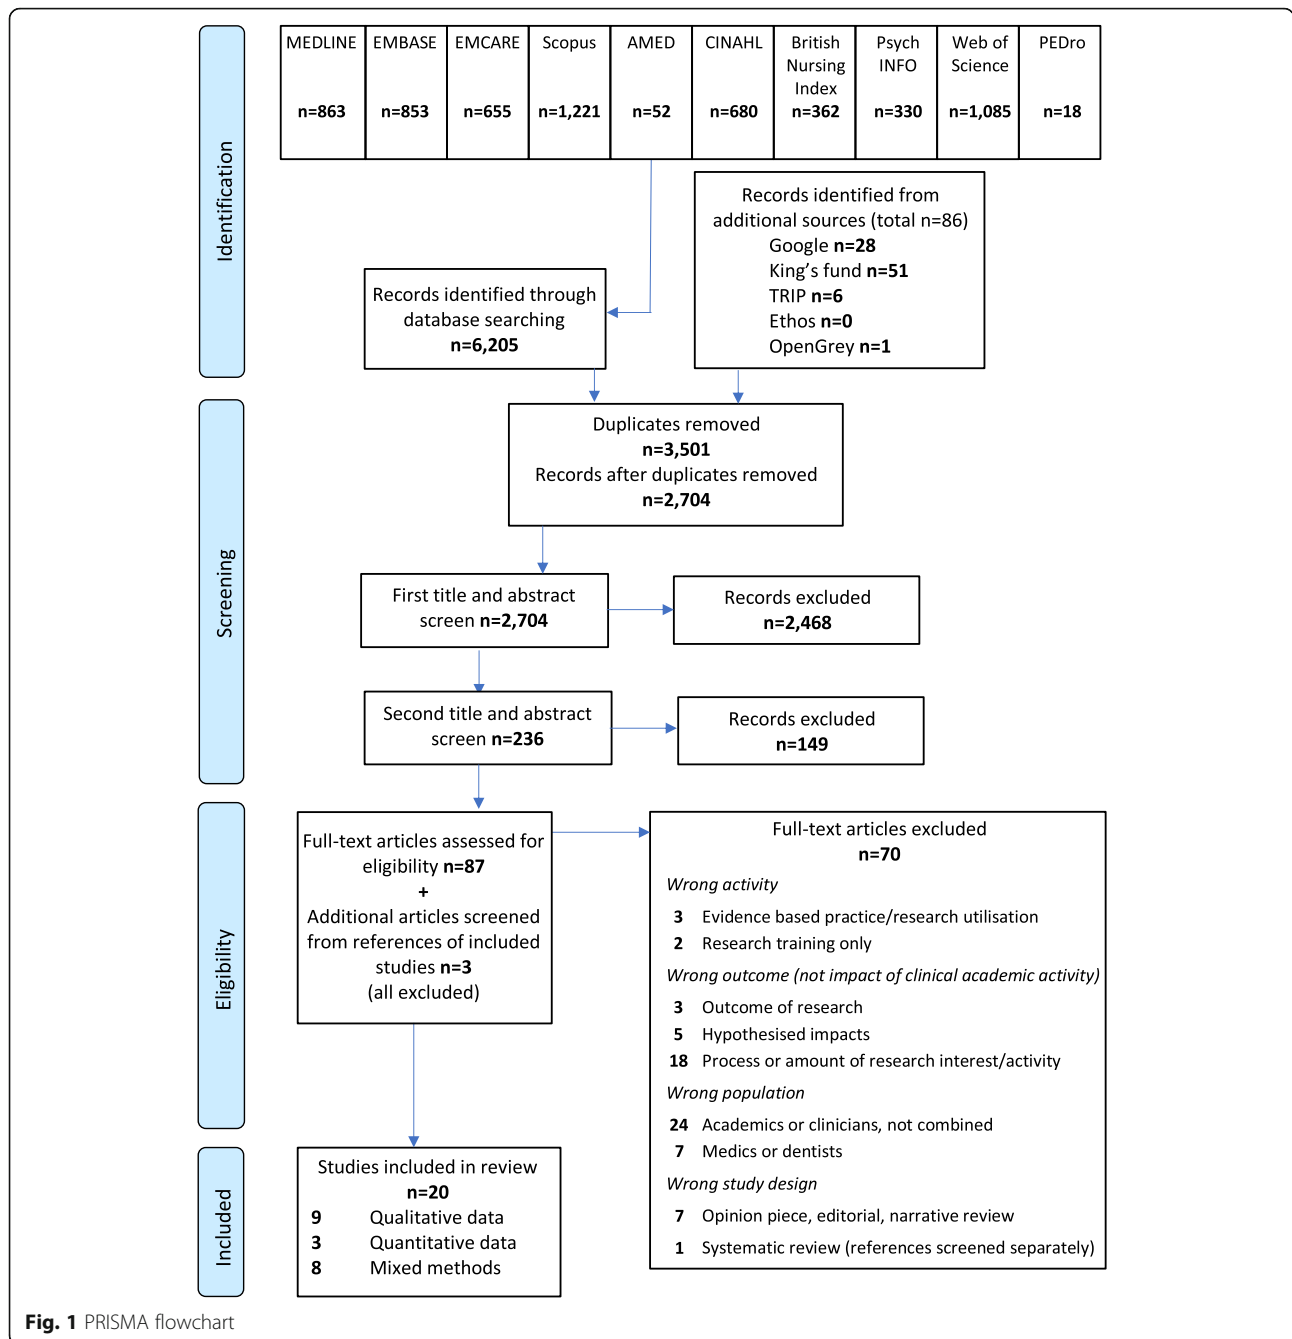 MEDLINE
n=863
EMBASE
n=853
EMCARE
n=655
Scopus
n=1,221
AMED
n=52
CINAHL
n=680
British
Nursing
Index
n=362
Psych
INFO
n=330
Web of
Science
n=1,085
PEDro
n=18
Identification
Records identified from
additional sources (total n=86)
Google n=28
King's fund n=51
TRIP n=6
Ethos n=0
OpenGrey n=1
Records identified through
database searching
n=6,205
Screening
Duplicates removed
n=3,501
Records after duplicates removed
n=2,704
First title and abstract
screen n=2,704
Records excluded
n=2,468
Second title and abstract
screen n=236
Records excluded
n=149
Eligibility
Full-text articles assessed for
eligibility n=87
+
Additional articles screened
from references of included
studies n=3
(all excluded)
Full-text articles excluded
n=70
Wrong activity
3 Evidence based practice/research utilisation
2 Research training only
Wrong outcome (not impact of clinical academic activity)
3 Outcome of research
5 Hypothesised impacts
18 Process or amount of research interest/activity
Wrong population
24 Academics or clinicians, not combined
7 Medics or dentists
Wrong study design
7 Opinion piece, editorial, narrative review
1 Systematic review (references screened separately)
Included
Studies included in review
n=20
9 Qualitative data
3 Quantitative data
8 Mixed methods
Fig. 1 PRISMA flowchart